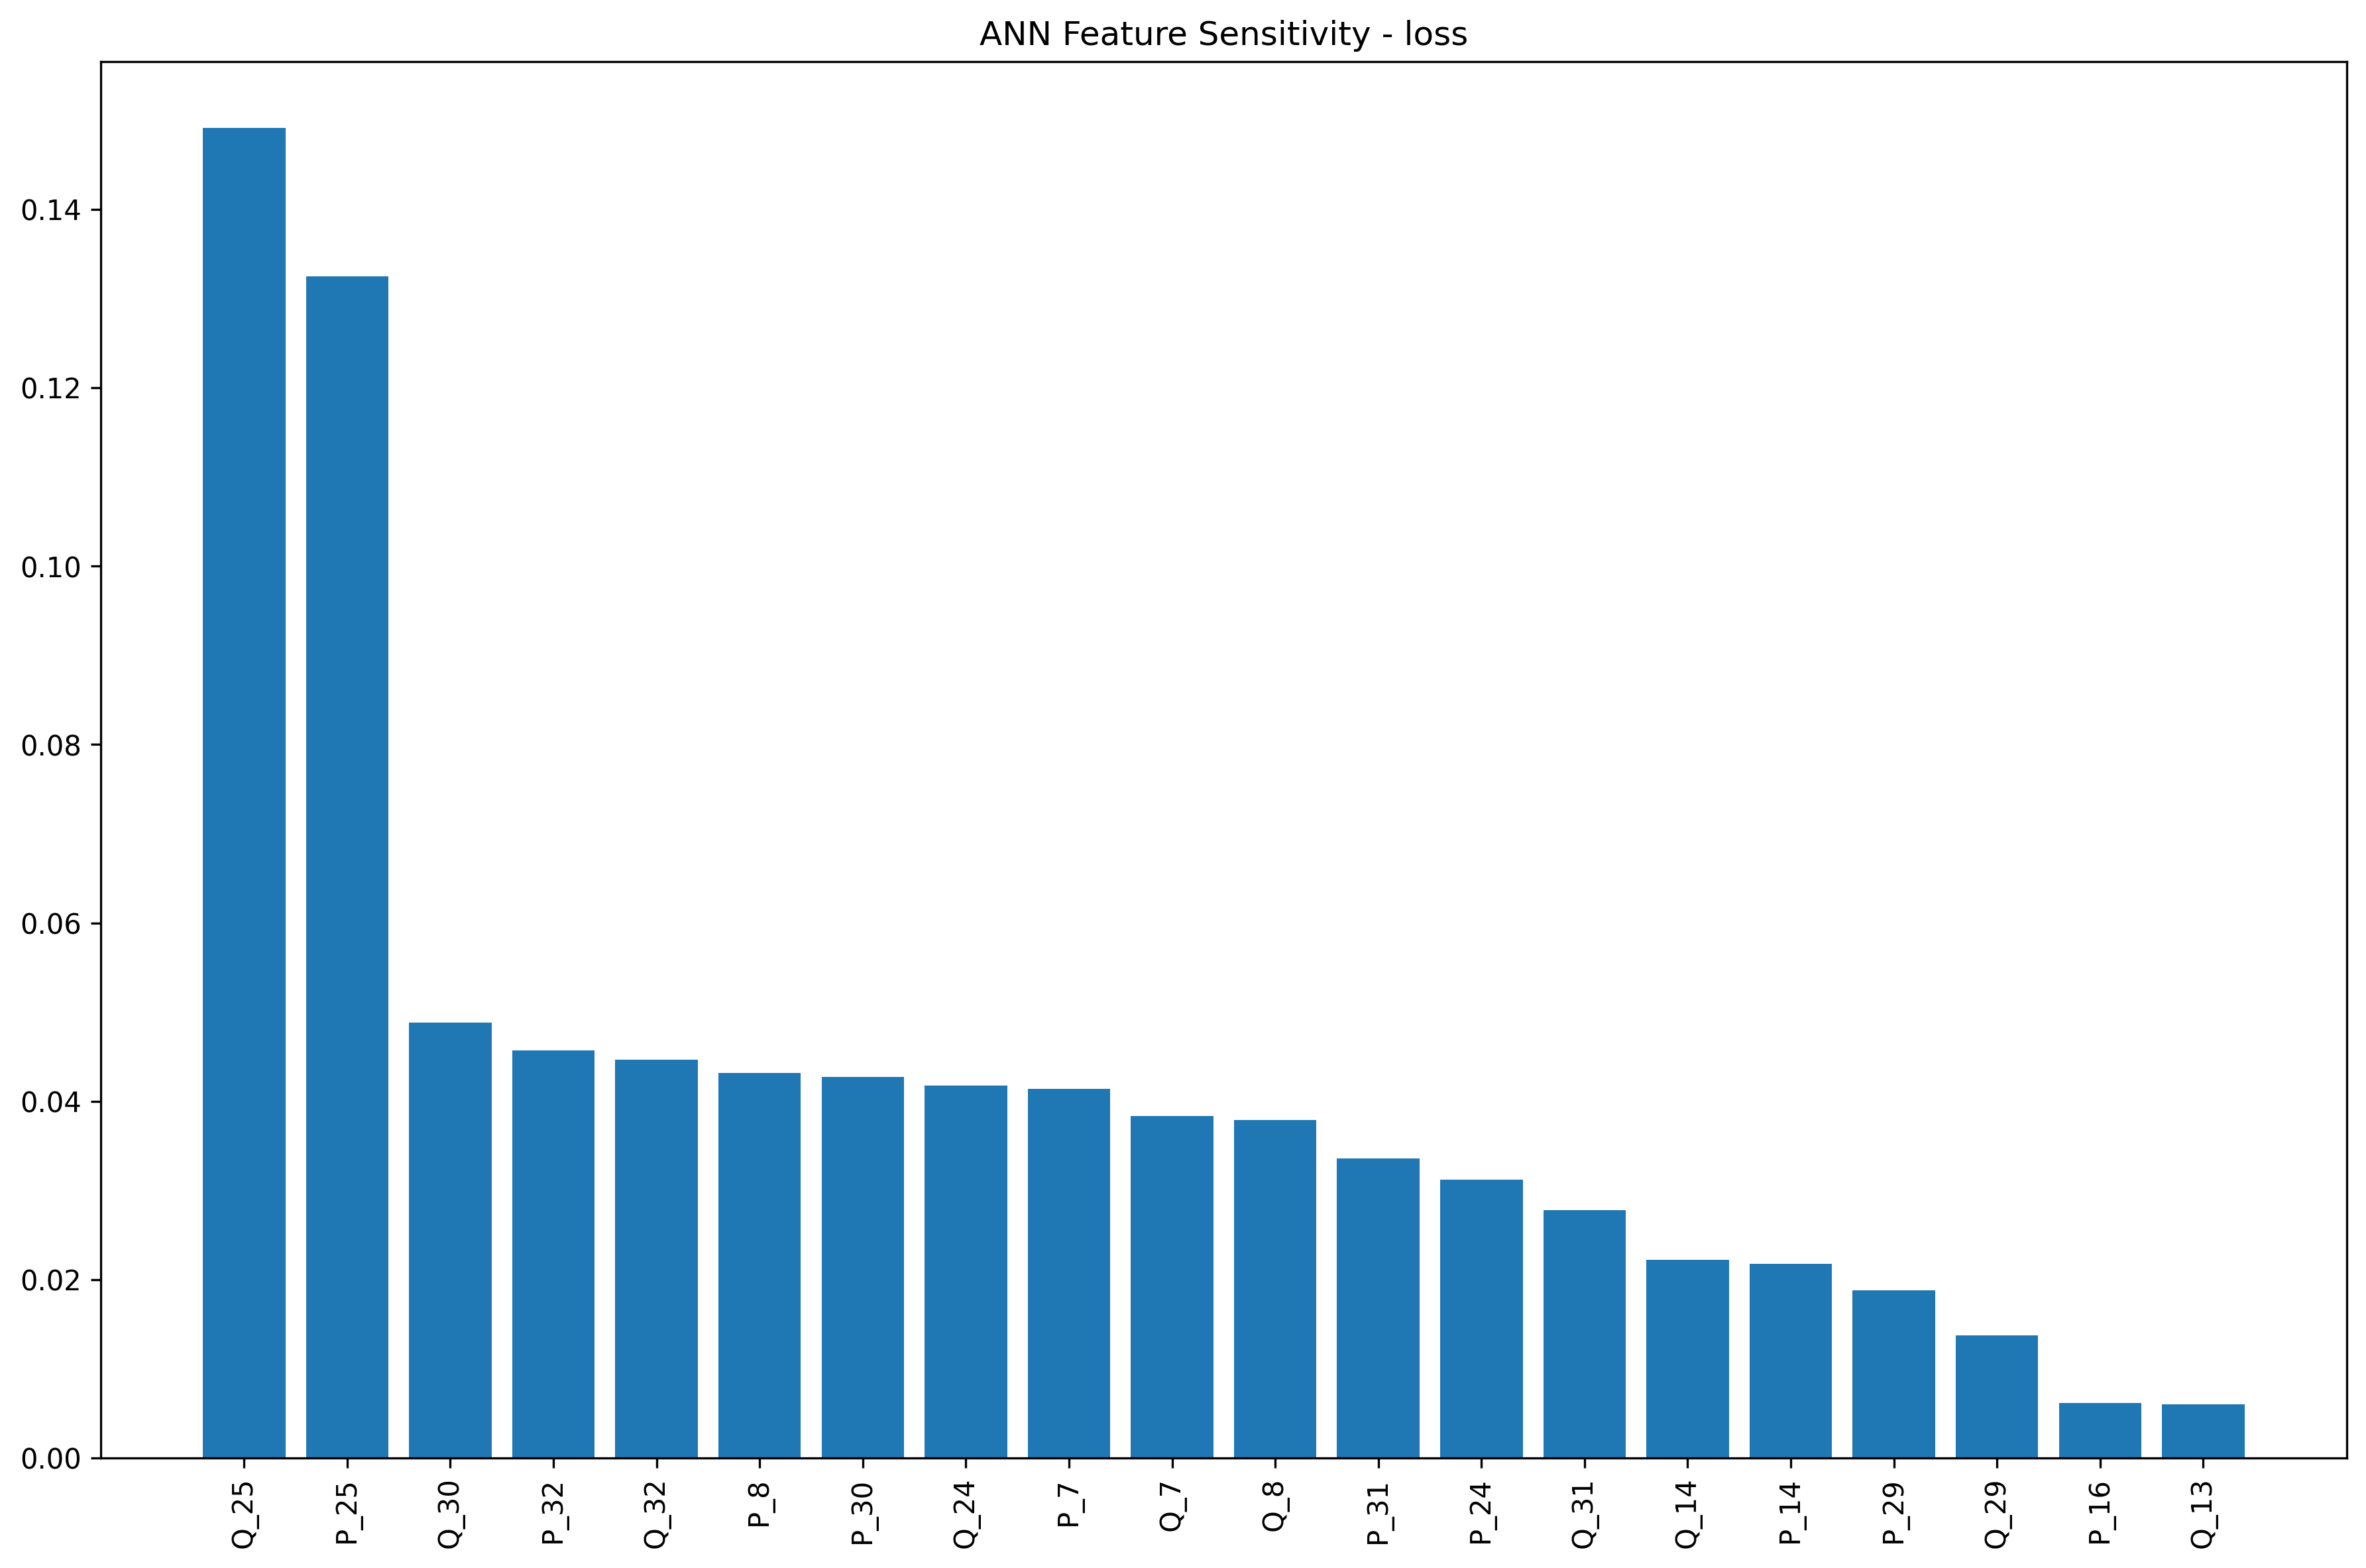 ANN Feature Sensitivity - loss
0.14
0.12
0.10
0.08
0.06
0.04
0.02
0.00
Q_25
P_25
Q_30
P_32
Q_32
P_8
P_30
Q_24
P_7
Q_7
Q_8
P_31
P_24
Q_31
Q_14
P_14
P_29
Q_29
P_16
Q_13